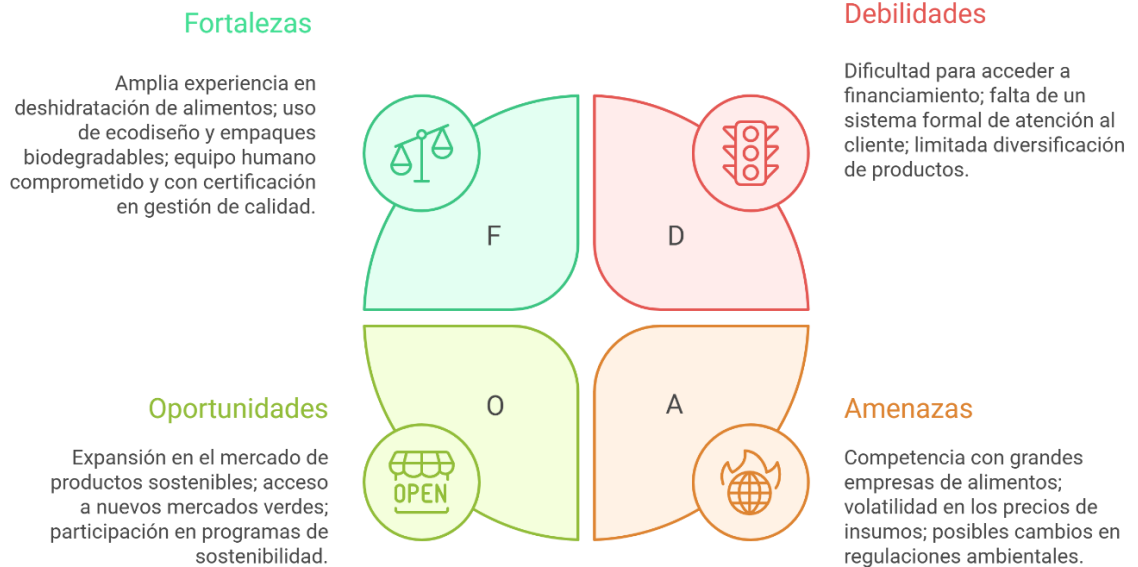 Fortalezas
Amplia experiencia en
deshidratación de alimentos; uso
de ecodiseño y empaques
biodegradables; equipo humano
comprometido y con certificación
en gestión de calidad.
F
Debilidades
Dificultad para acceder a
financiamiento; falta de un
sistema formal de atención al
cliente; limitada diversificación
de productos.
D
Oportunidades
Expansión en el mercado de
productos sostenibles; acceso
a nuevos mercados verdes;
participación en programas de
sostenibilidad.
O
OPEN
Amenazas
Competencia con grandes
empresas de alimentos;
volatilidad en los precios de
insumos; posibles cambios en
regulaciones ambientales.
A